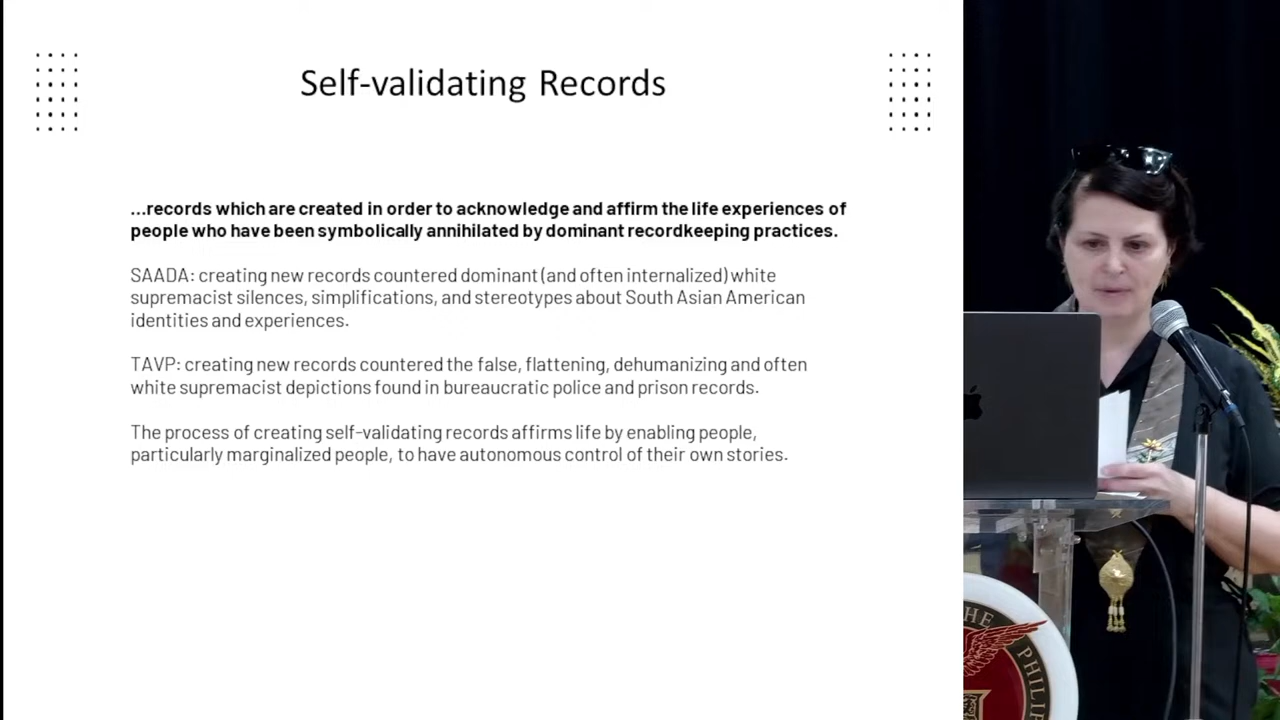 Self-validating Records
...records which are created in order to acknowledge and affirm the life experiences of
people who have been symbolically annihilated by dominant recordkeeping practices.
SAADA: creating new records countered dominant (and often internalized) white
supremacist silences, simplifications, and stereotypes about South Asian American
identities and experiences.
TAVP: creating new records countered the false, flattening, dehumanizing and often
white supremacist depictions found in bureaucratic police and prison records.
The process of creating self-validating records affirms life by enabling people,
particularly marginalized people, to have autonomous control of their own stories.
THE